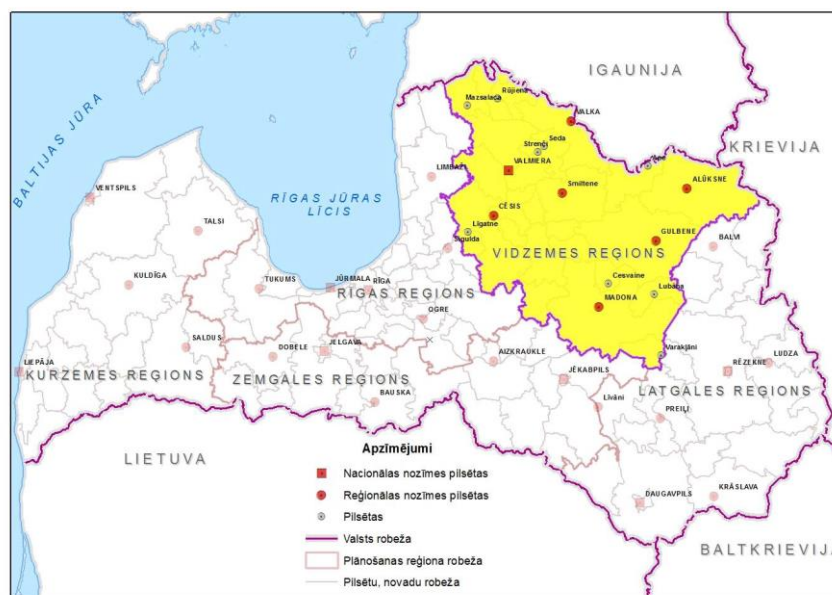 IGAUNIJA
Rūjiena
Mazsalaca
VALKA
BALTIJAS JŪRA
Seda
Strenči
KRIEVIJA
LIMBAŽI
VALMIERA
Ape
ALŪKSNE
Smiltene
VENTSPILS
RĪGAS JŪRAS
LĪCIS
CĒSIS
TALSI
Līgatne
Sigulda
GULBENE
BALVI
VIDZEMES REĢIONS
KULDĪGA
TUKUMS
JŪRMALA
RĪGA
Cesvaine
Lubāna
RĪGAS REĢIONS
MADONA
OGRE
SALDUS
DOBELE
JELGAVA
AIZKRAUKLE
Varakļāni
LIEPĀJA
KURZEMES REĢIONS
ZEMGALES REĢIONS
JĒKABPILS
RĒZEKNE
LUDZA
LATGALES REĢIONS
BAUSKA
Līvāni
PREIĻI
LIETUVA
Apzīmējumi
Nacionālas nozīmes pilsētas
Reģionālas nozīmes pilsētas
Pilsētas
Valsts robeža
Plānošanas reģiona robeža
Pilsētu, novadu robeža
DAUGAVPILS
KRĀSLAVA
BALTKRIEVIJA